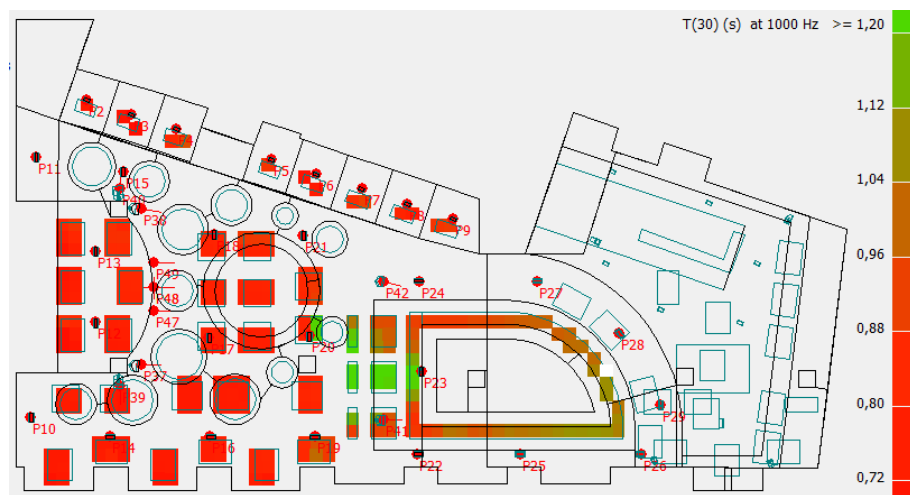 T(30) (s) at 1000 Hz >= 1,20
1,12
P2
P3
P4
1,04
P11
P15
P5
P6
P40
P7
P8
P38
P9
P18
P21
0,96
P13
P49
P48
P42
P24
P27
P47
P12
0,88
P17
P20
P28
P37
P23
P39
0,80
P10
P41
P29
P14
P16
P19
P22
P25
P26
0,72